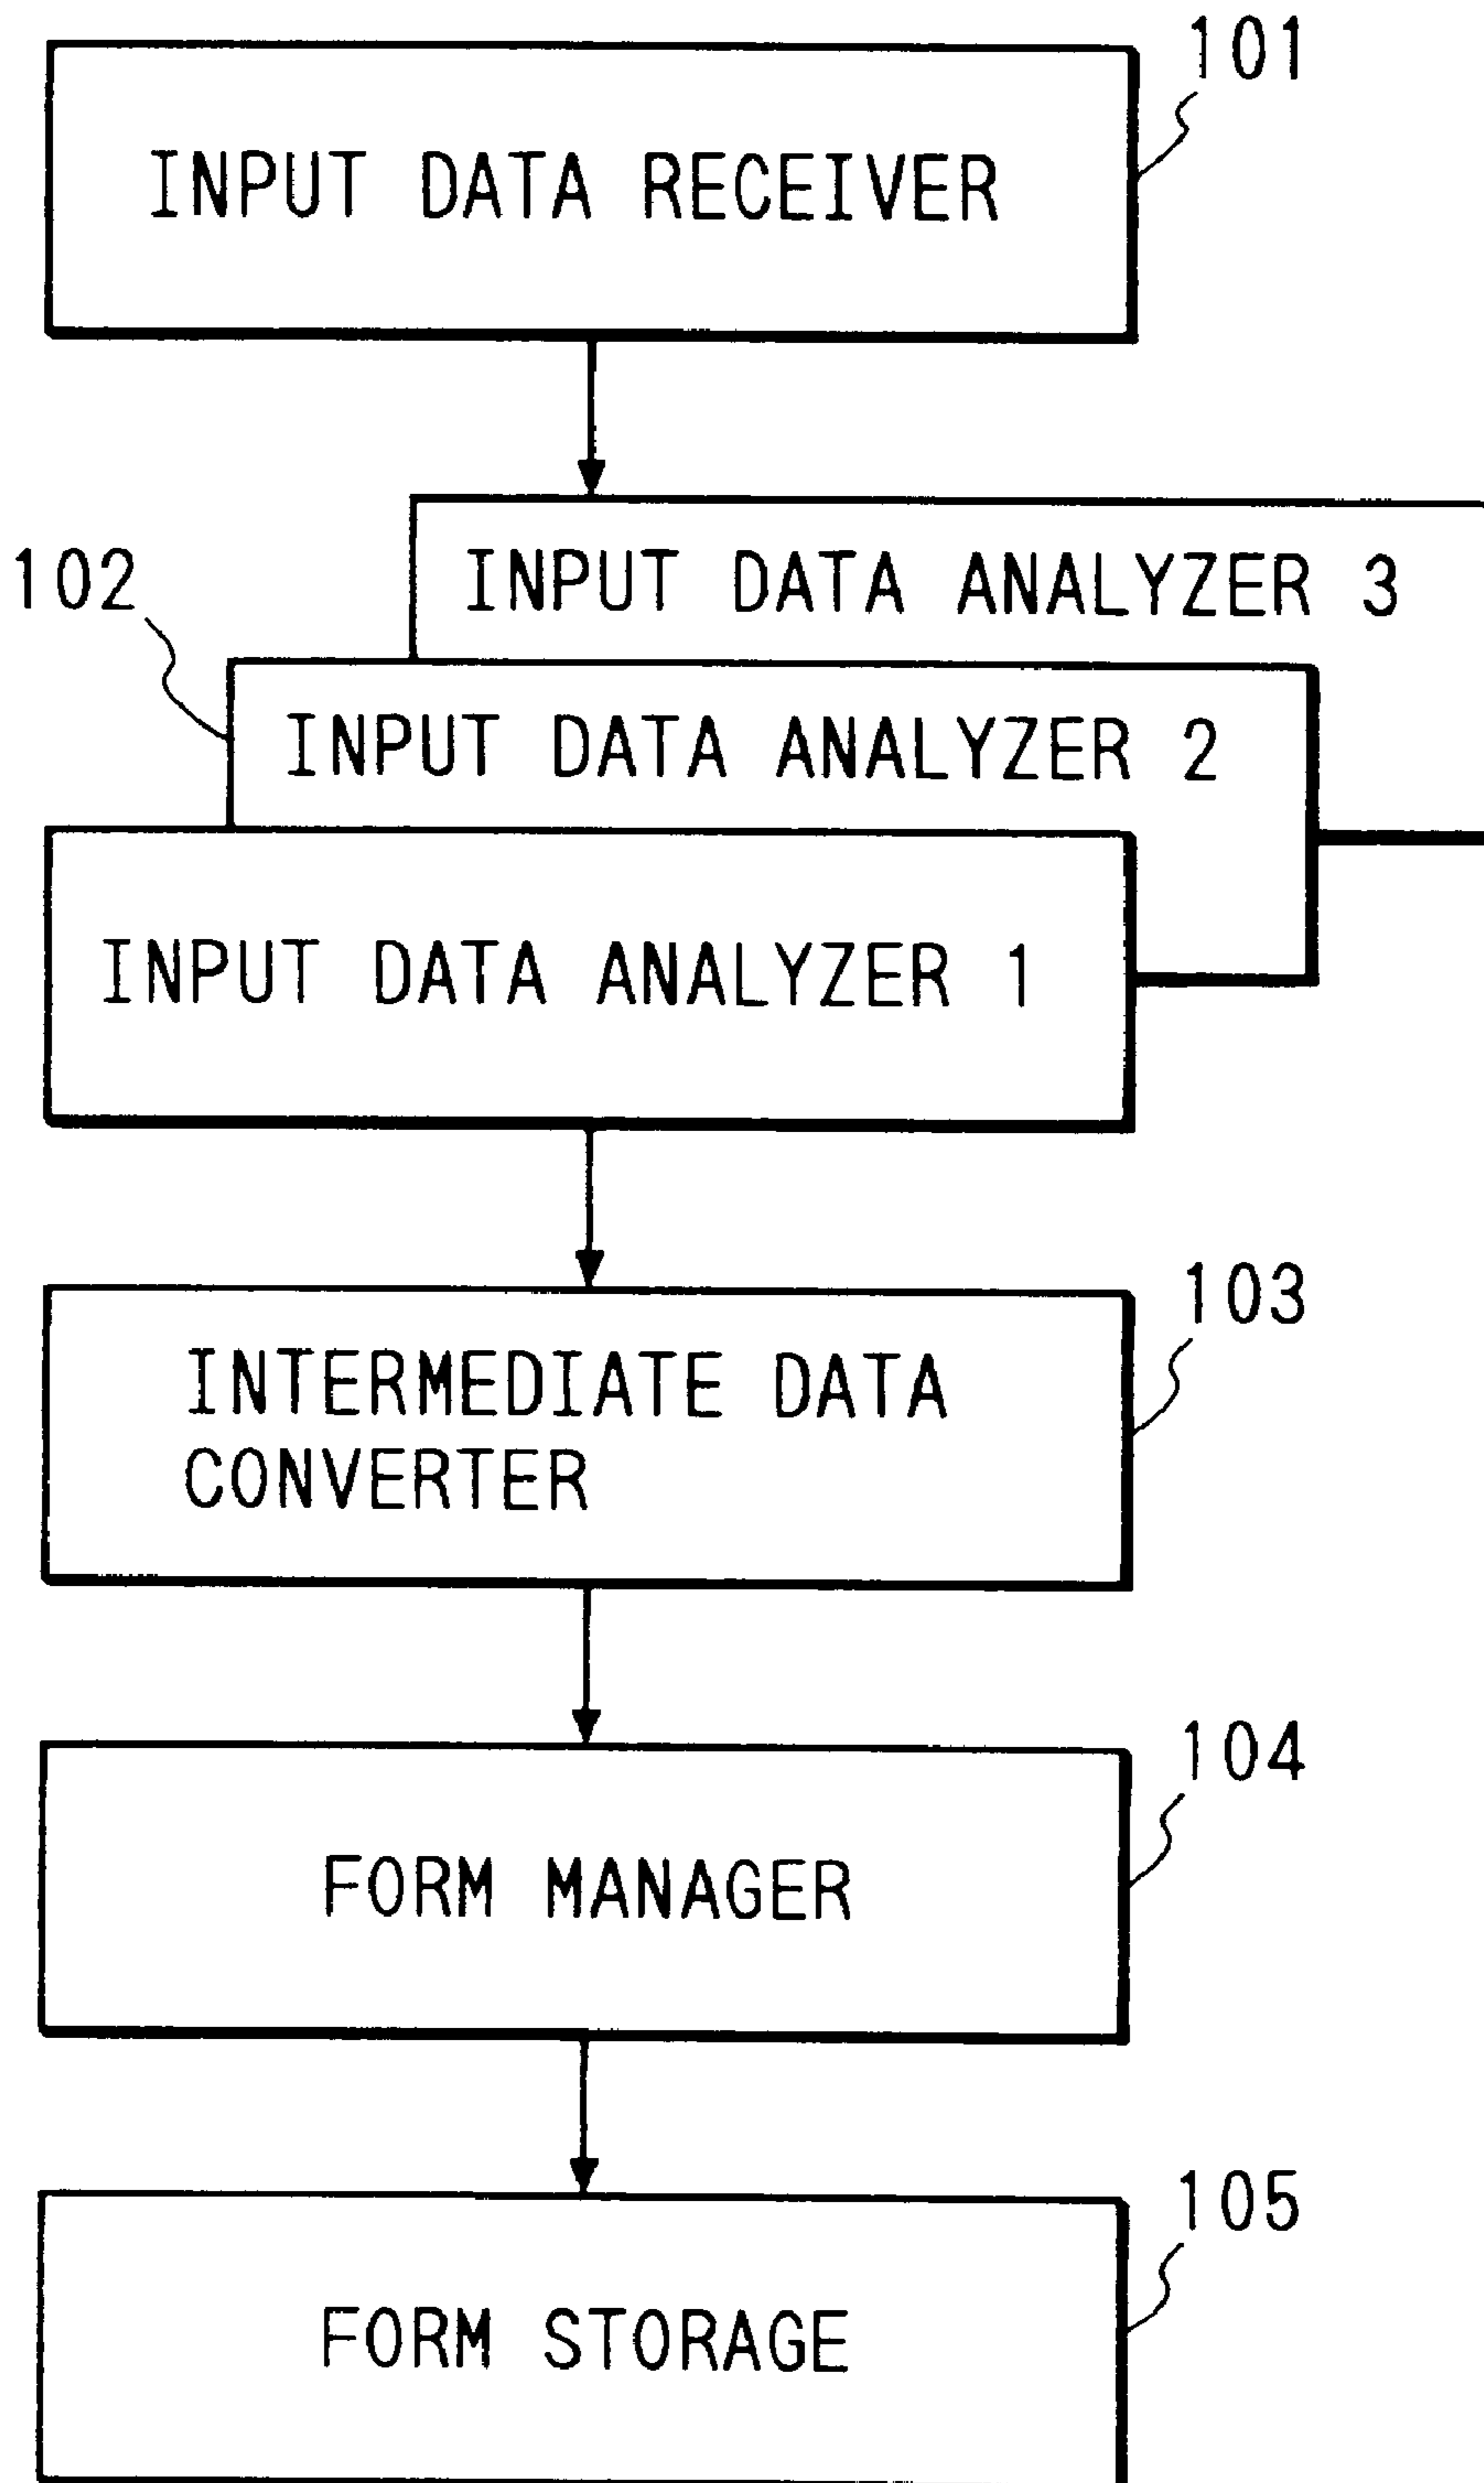 101
INPUT DATA RECEIVER
102
INPUT DATA ANALYZER 3
INPUT DATA ANALYZER 2
INPUT DATA ANALYZER 1
103
INTERMEDIATE DATA
CONVERTER
104
FORM MANAGER
105
FORM STORAGE